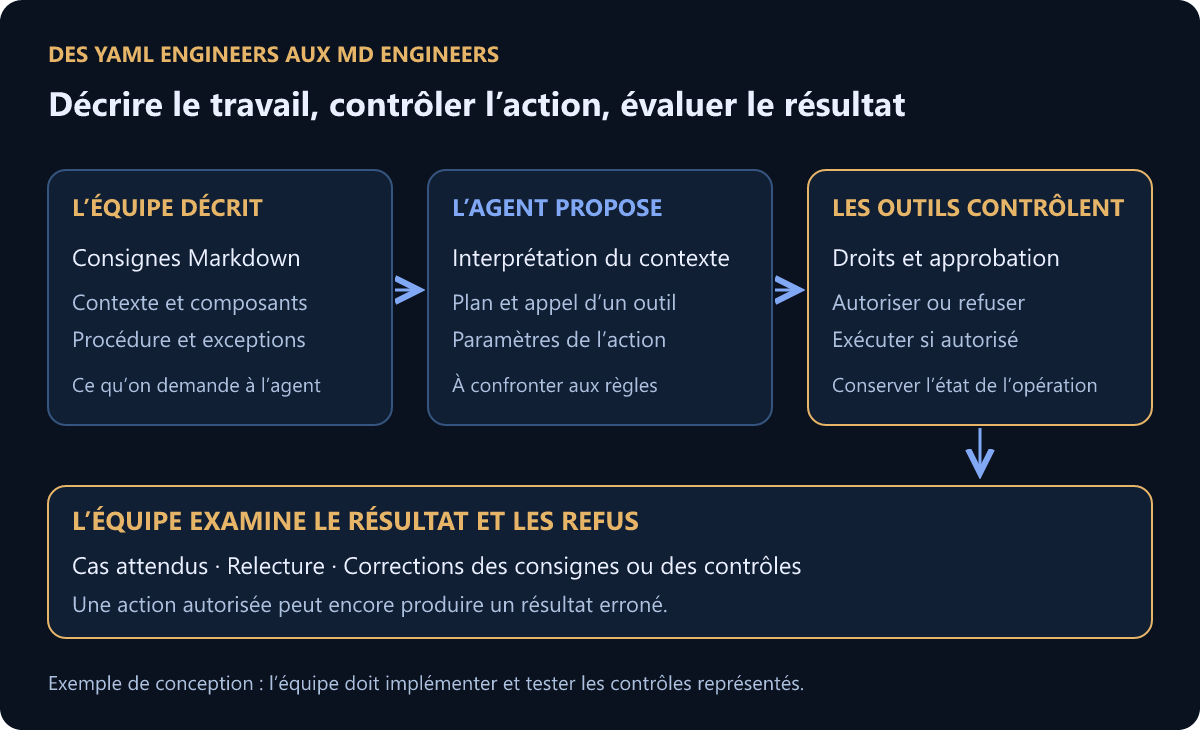 DES YAML ENGINEERS AUX MD ENGINEERS
Décrire le travail, contrôler l’action, évaluer le résultat
L’ÉQUIPE DÉCRIT
Consignes Markdown
Contexte et composants
Procédure et exceptions
Ce qu’on demande à l’agent
L’AGENT PROPOSE
Interprétation du contexte
Plan et appel d’un outil
Paramètres de l’action
À confronter aux règles
LES OUTILS CONTRÔLENT
Droits et approbation
Autoriser ou refuser
Exécuter si autorisé
Conserver l’état de l’opération
L’ÉQUIPE EXAMINE LE RÉSULTAT ET LES REFUS
Cas attendus · Relecture · Corrections des consignes ou des contrôles
Une action autorisée peut encore produire un résultat erroné.
Exemple de conception : l’équipe doit implémenter et tester les contrôles représentés.